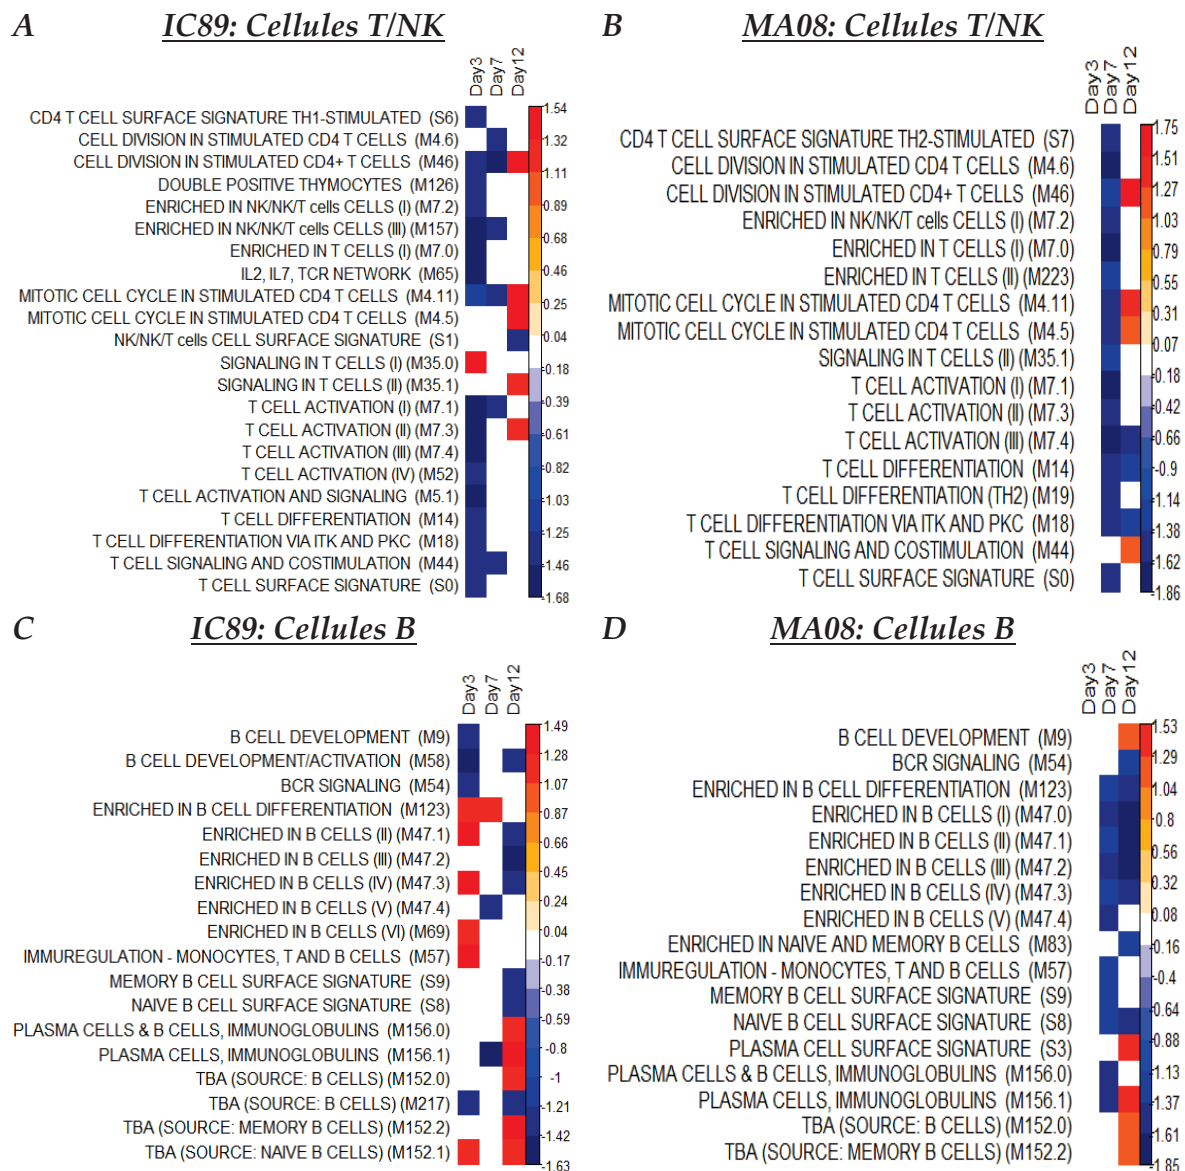 A IC89: Cellules T/NK
Day3
Day7
Day12
CD4 T CELL SURFACE SIGNATURE TH1-STIMULATED (S6)
CELL DIVISION IN STIMULATED CD4 T CELLS (M4.6)
CELL DIVISION IN STIMULATED CD4+ T CELLS (M46)
DOUBLE POSITIVE THYMOCYTES (M126)
ENRICHED IN NK/NK/T cells CELLS (I) (M7.2)
ENRICHED IN NK/NK/T cells CELLS (III) (M157)
ENRICHED IN T CELLS (I) (M7.0)
IL2, IL7, TCR NETWORK (M65)
MITOTIC CELL CYCLE IN STIMULATED CD4 T CELLS (M4.11)
MITOTIC CELL CYCLE IN STIMULATED CD4 T CELLS (M4.5)
NK/NK/T cells CELL SURFACE SIGNATURE (S1)
SIGNALING IN T CELLS (I) (M35.0)
SIGNALING IN T CELLS (II) (M35.1)
T CELL ACTIVATION (I) (M7.1)
T CELL ACTIVATION (II) (M7.3)
T CELL ACTIVATION (III) (M7.4)
T CELL ACTIVATION (IV) (M52)
T CELL ACTIVATION AND SIGNALING (M5.1)
T CELL DIFFERENTIATION (M14)
T CELL DIFFERENTIATION VIA ITK AND PKC (M18)
T CELL SIGNALING AND COSTIMULATION (M44)
T CELL SURFACE SIGNATURE (S0)
1.54
1.32
1.11
0.89
0.68
0.46
0.25
0.04
-0.18
-0.39
-0.61
-0.82
-1.03
-1.25
-1.46
-1.68
B MA08: Cellules T/NK
Day3
Day7
Day12
CD4 T CELL SURFACE SIGNATURE TH2-STIMULATED (S7)
CELL DIVISION IN STIMULATED CD4 T CELLS (M4.6)
CELL DIVISION IN STIMULATED CD4+ T CELLS (M46)
ENRICHED IN NK/NK/T cells CELLS (I) (M7.2)
ENRICHED IN T CELLS (I) (M7.0)
ENRICHED IN T CELLS (II) (M223)
MITOTIC CELL CYCLE IN STIMULATED CD4 T CELLS (M4.11)
MITOTIC CELL CYCLE IN STIMULATED CD4 T CELLS (M4.5)
SIGNALING IN T CELLS (II) (M35.1)
T CELL ACTIVATION (I) (M7.1)
T CELL ACTIVATION (II) (M7.3)
T CELL ACTIVATION (III) (M7.4)
T CELL DIFFERENTIATION (M14)
T CELL DIFFERENTIATION (TH2) (M19)
T CELL DIFFERENTIATION VIA ITK AND PKC (M18)
T CELL SIGNALING AND COSTIMULATION (M44)
T CELL SURFACE SIGNATURE (S0)
1.75
1.51
1.27
1.03
0.79
0.55
0.31
0.07
-0.18
-0.42
-0.66
-0.9
-1.14
-1.38
-1.62
-1.86
C IC89: Cellules B
Day3
Day7
Day12
B CELL DEVELOPMENT (M9)
B CELL DEVELOPMENT/ACTIVATION (M58)
BCR SIGNALING (M54)
ENRICHED IN B CELL DIFFERENTIATION (M123)
ENRICHED IN B CELLS (II) (M47.1)
ENRICHED IN B CELLS (III) (M47.2)
ENRICHED IN B CELLS (IV) (M47.3)
ENRICHED IN B CELLS (V) (M47.4)
ENRICHED IN B CELLS (VI) (M69)
IMMUREGULATION - MONOCYTES, T AND B CELLS (M57)
MEMORY B CELL SURFACE SIGNATURE (S9)
NAIVE B CELL SURFACE SIGNATURE (S8)
PLASMA CELLS & B CELLS, IMMUNOGLOBULINS (M156.0)
PLASMA CELLS, IMMUNOGLOBULINS (M156.1)
TBA (SOURCE: B CELLS) (M152.0)
TBA (SOURCE: B CELLS) (M217)
TBA (SOURCE: MEMORY B CELLS) (M152.2)
TBA (SOURCE: NAIVE B CELLS) (M152.1)
1.49
1.28
1.07
0.87
0.66
0.45
0.24
0.04
-0.17
-0.38
-0.59
-0.8
-1
-1.21
-1.42
-1.63
D MA08: Cellules B
Day3
Day7
Day12
B CELL DEVELOPMENT (M9)
BCR SIGNALING (M54)
ENRICHED IN B CELL DIFFERENTIATION (M123)
ENRICHED IN B CELLS (I) (M47.0)
ENRICHED IN B CELLS (II) (M47.1)
ENRICHED IN B CELLS (III) (M47.2)
ENRICHED IN B CELLS (IV) (M47.3)
ENRICHED IN B CELLS (V) (M47.4)
ENRICHED IN NAIVE AND MEMORY B CELLS (M83)
IMMUREGULATION - MONOCYTES, T AND B CELLS (M57)
MEMORY B CELL SURFACE SIGNATURE (S9)
NAIVE B CELL SURFACE SIGNATURE (S8)
PLASMA CELL SURFACE SIGNATURE (S3)
PLASMA CELLS & B CELLS, IMMUNOGLOBULINS (M156.0)
PLASMA CELLS, IMMUNOGLOBULINS (M156.1)
TBA (SOURCE: B CELLS) (M152.0)
TBA (SOURCE: MEMORY B CELLS) (M152.2)
1.53
1.29
1.04
0.8
0.56
0.32
0.08
-0.16
-0.4
-0.64
-0.88
-1.13
-1.37
-1.61
-1.85